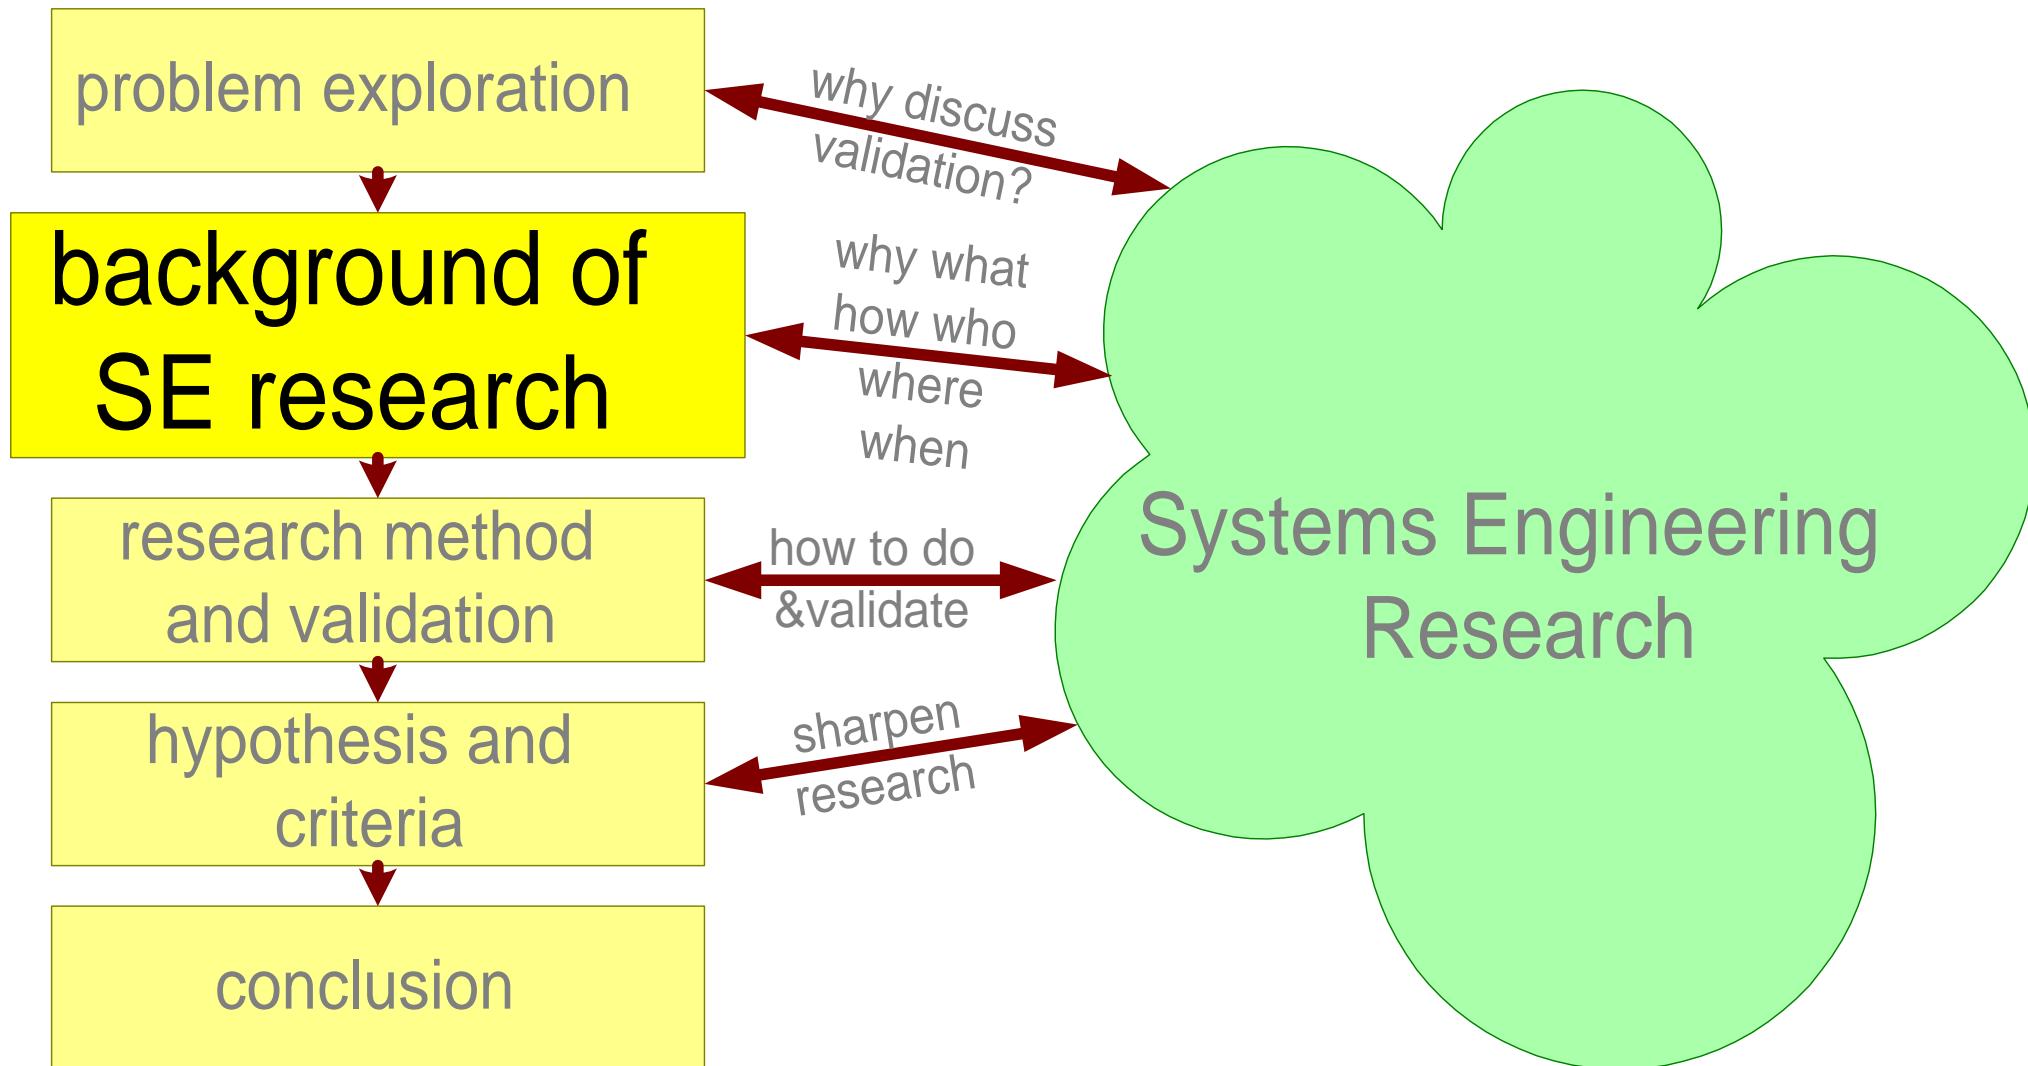 problem exploration
why discuss
validation?
background of
SE research
why what
how who
where
when
research method
and validation
how to do
&validate
hypothesis and
criteria
sharpen
research
conclusion
Systems Engineering
Research